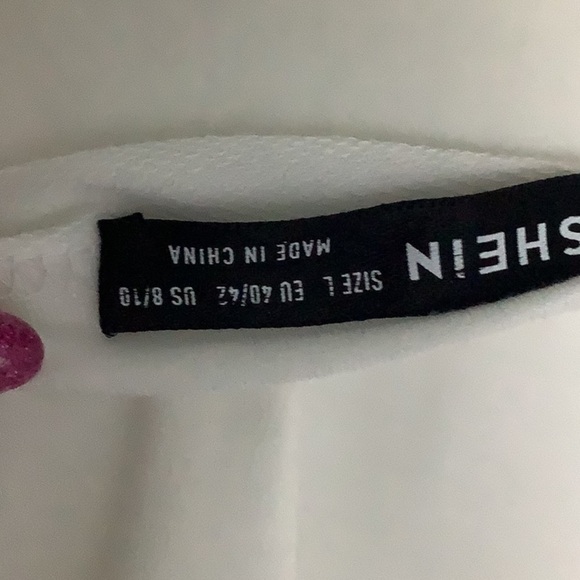 SHEIN
SIZE L EU 40/42 US 8/10
MADE IN CHINA